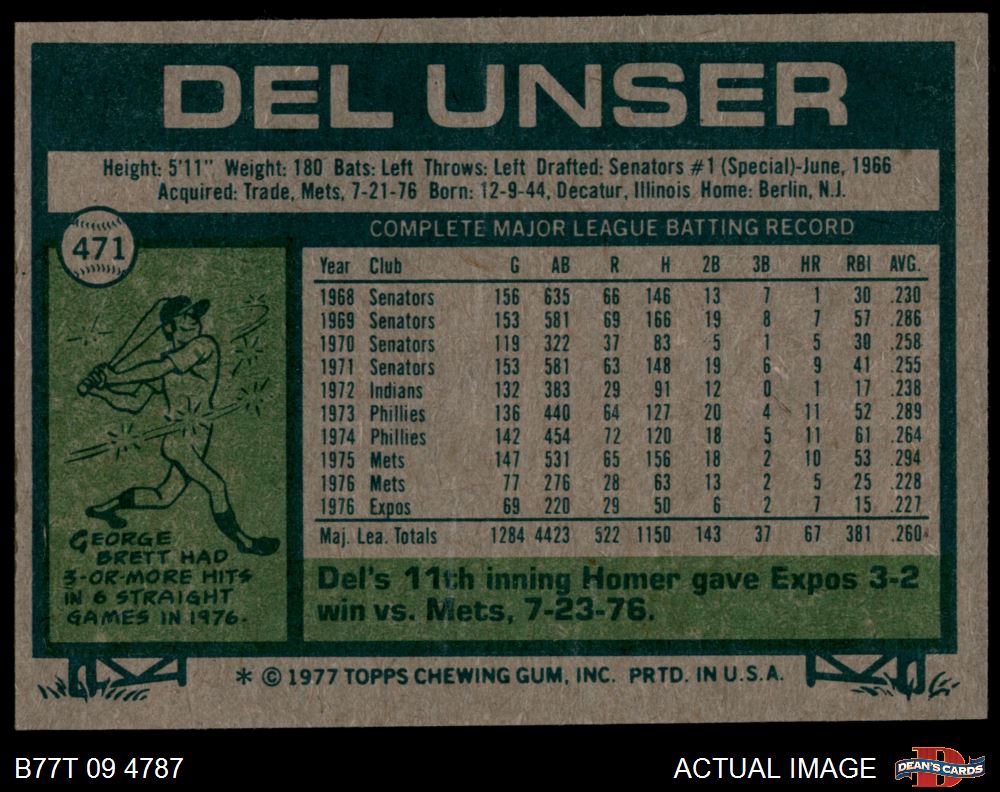 DEL UNSER
Height: 5'11" Weight: 180 Bats: Left Throws: Left Drafted: Senators #1 (Special)-June, 1966
Acquired: Trade, Mets, 7-21-76 Born: 12-9-44, Decatur, Illinois Home: Berlin, N.J.
471
COMPLETE MAJOR LEAGUE BATTING RECORD
Year Club G AB R H 2B 3B HR RBI AVG.
1968 Senators 156 635 66 146 13 7 1 30 .230
1969 Senators 153 581 69 166 19 8 7 57 .286
1970 Senators 119 322 37 83 5 1 5 30 .258
1971 Senators 153 581 63 148 19 6 9 41 .255
1972 Indians 132 383 29 91 12 0 1 17 .238
1973 Phillies 136 440 64 127 20 4 11 52 .289
1974 Phillies 142 454 72 120 18 5 11 61 .264
1975 Mets 147 531 65 156 18 2 10 53 .294
1976 Mets 77 276 28 63 13 2 5 25 .228
1976 Expos 69 220 29 50 6 2 7 15 .227
Maj. Lea. Totals 1284 4423 522 1150 143 37 67 381 .260
GEORGE
BRETT HAD
3-OR-MORE HITS
IN 6 STRAIGHT
GAMES IN 1976.
Del's 11th inning Homer gave Expos 3-2
win vs. Mets, 7-23-76.
* © 1977 TOPPS CHEWING GUM, INC. PRTD. IN U.S.A.
B77T 09 4787
ACTUAL IMAGE
DEAN'S CARDS